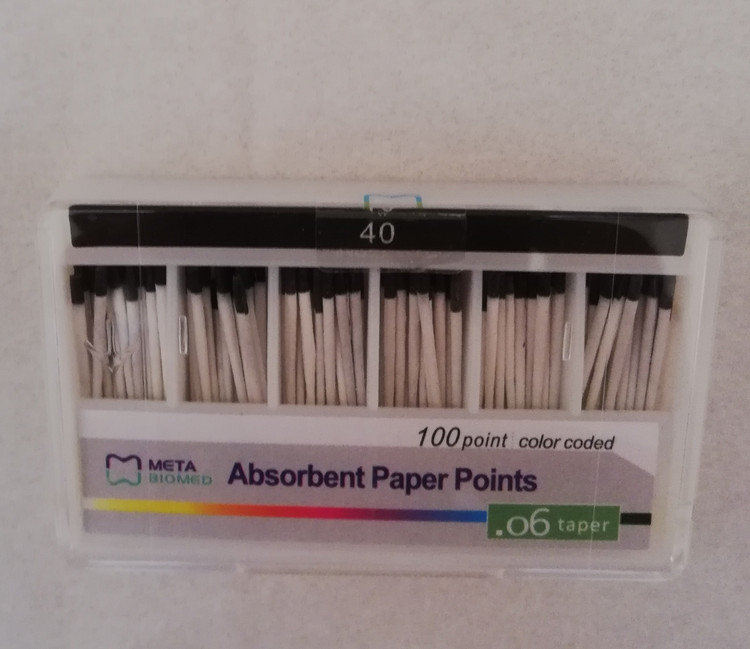 40
100 point color coded
META
BIOMED
Absorbent Paper Points
.06 taper